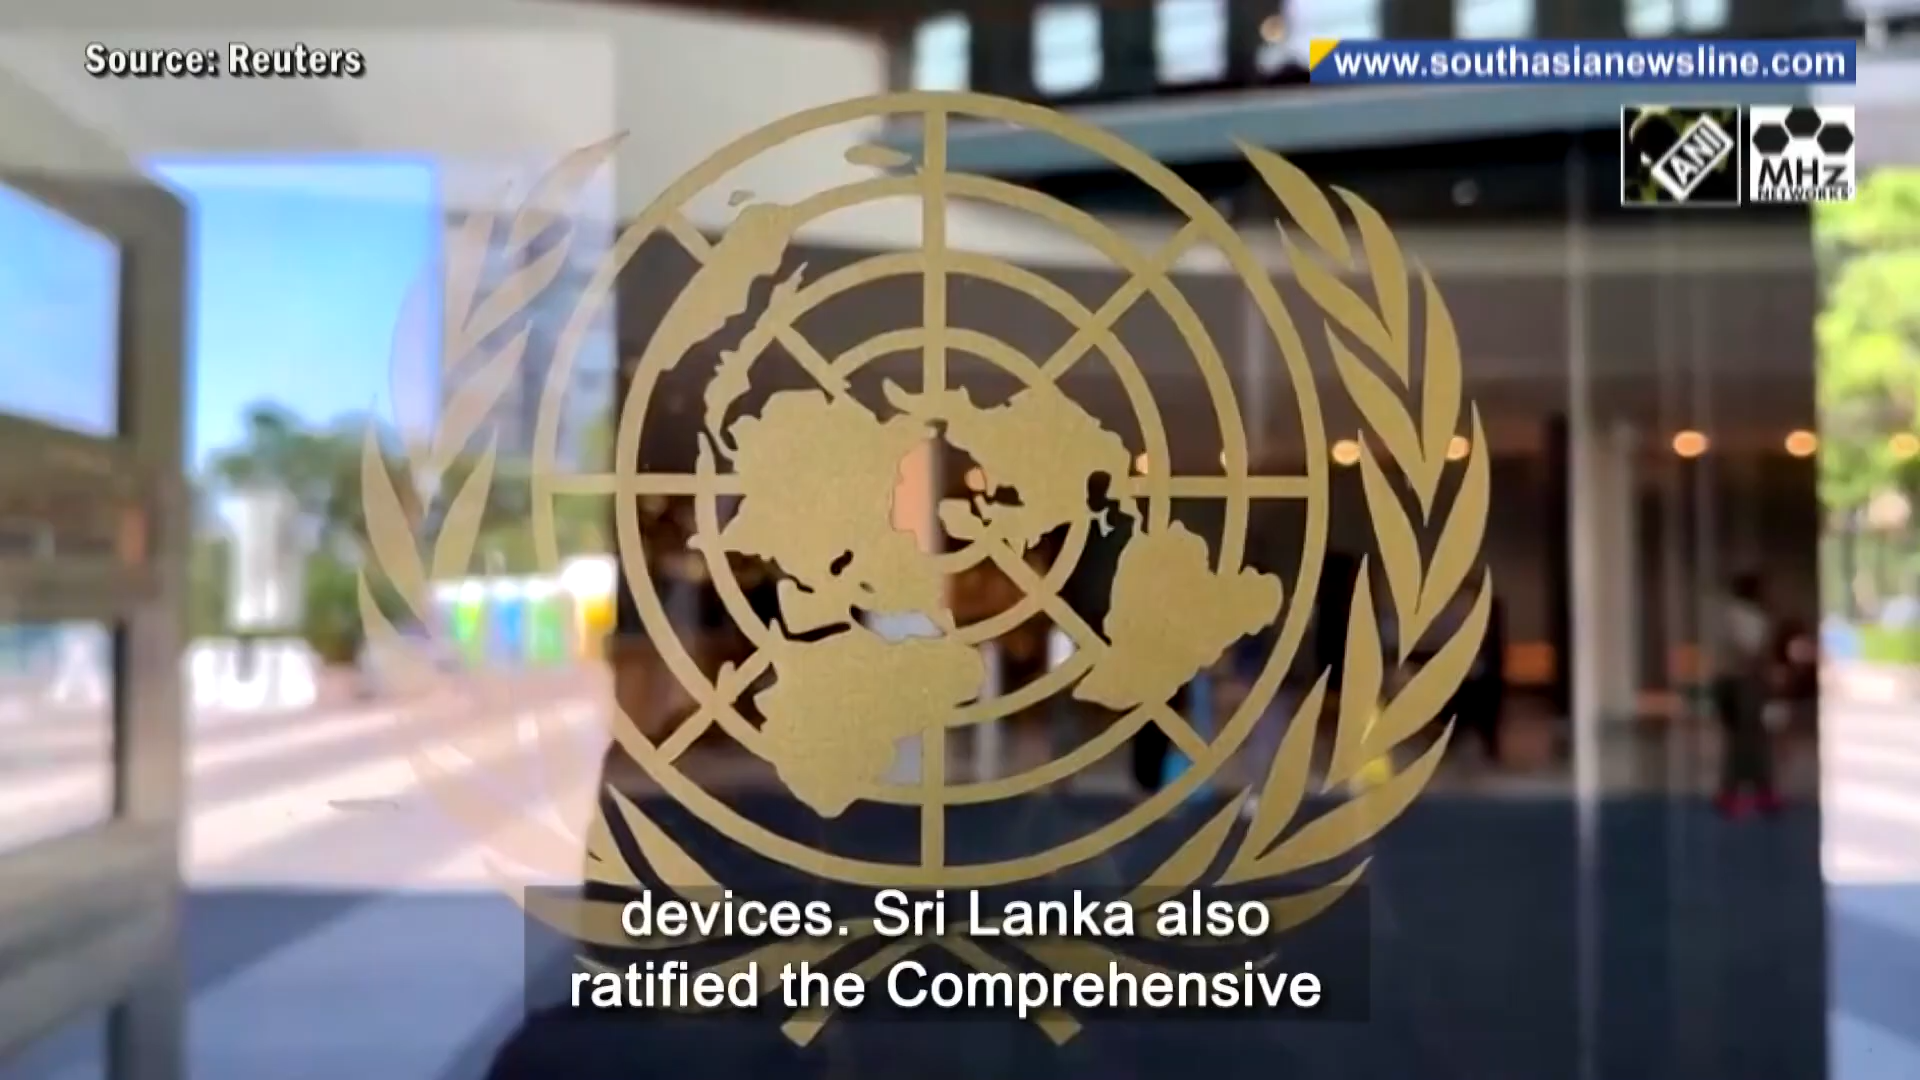 Source: Reuters
www.southasianewsline.com
ANI
MHz
NETWORKS
devices. Sri Lanka also
ratified the Comprehensive